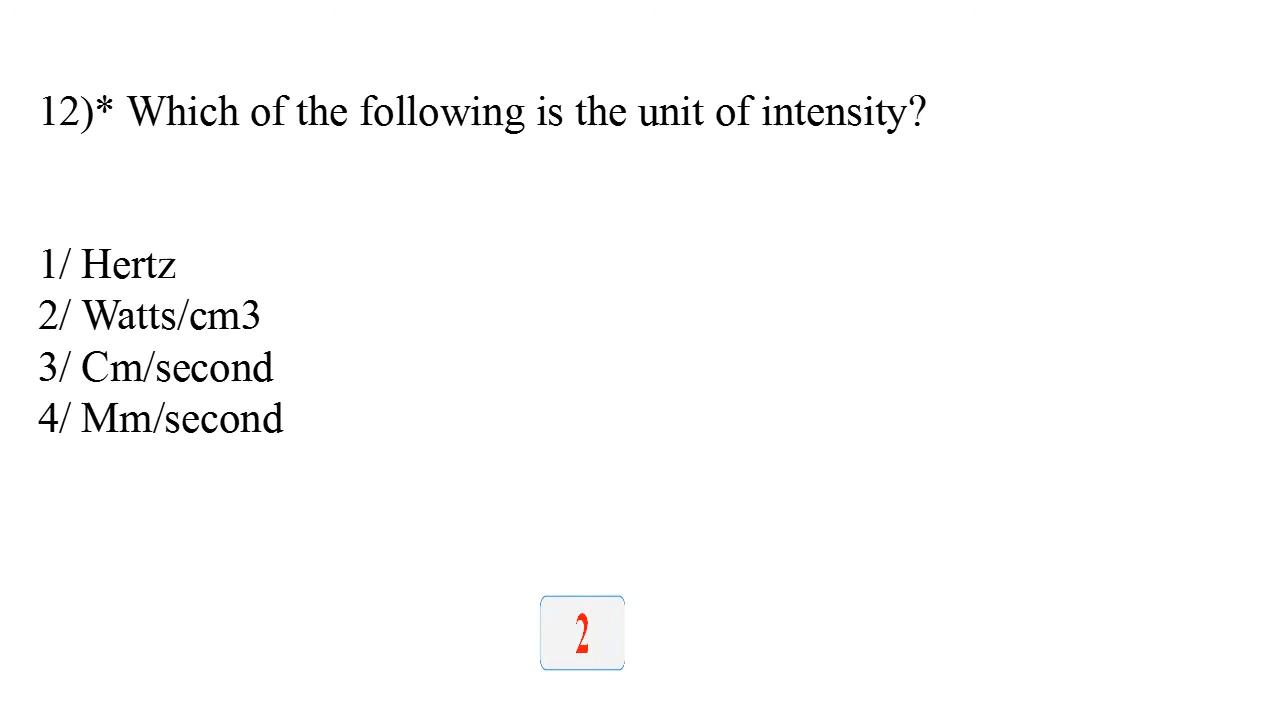 12)* Which of the following is the unit of intensity?
1/ Hertz
2/ Watts/cm3
3/ Cm/second
4/ Mm/second
2